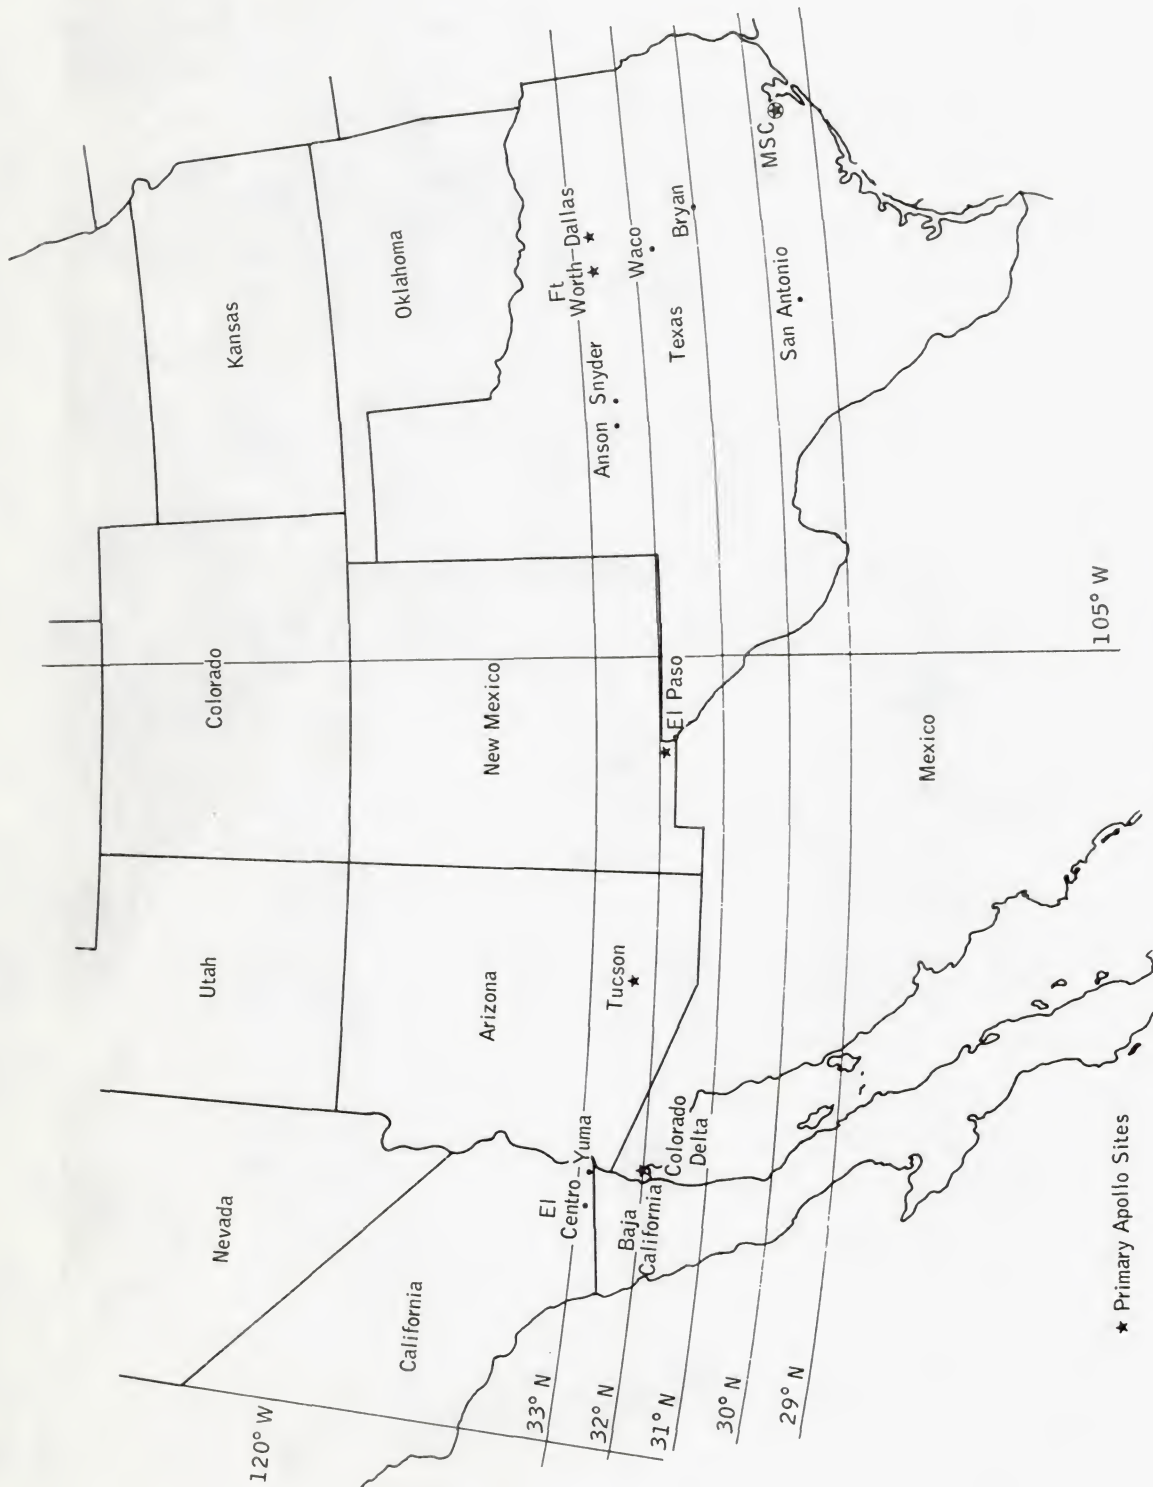 Nevada
Utah
Colorado
Kansas
California
Arizona
New Mexico
Oklahoma
120° W
El
Centro
Yuma
Tucson
Anson
Snyder
Ft
Worth
Dallas
Baja
California
Colorado
Delta
El Paso
Texas
Waco
Bryan
San Antonio
MSC
33° N
32° N
31° N
30° N
29° N
Mexico
105° W
★ Primary Apollo Sites